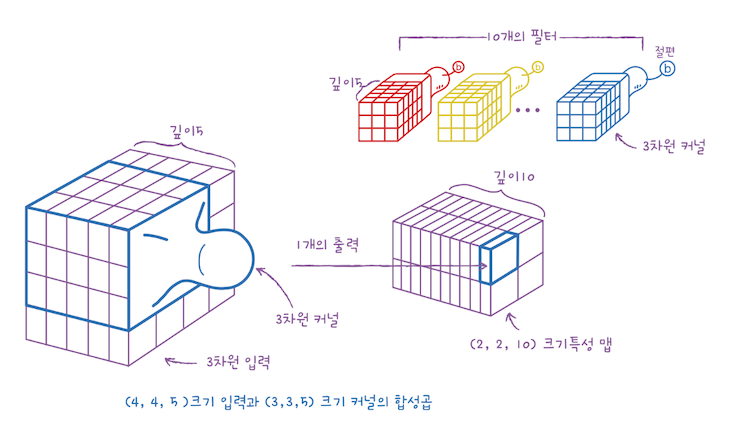 10개의 필터
절편
b
b
b
깊이5
3차원 커널
깊이5
깊이10
1개의 출력
3차원 커널
(2, 2, 10) 크기특성 맵
3차원 입력
(4, 4, 5)크기 입력과 (3,3,5) 크기 커널의 합성곱